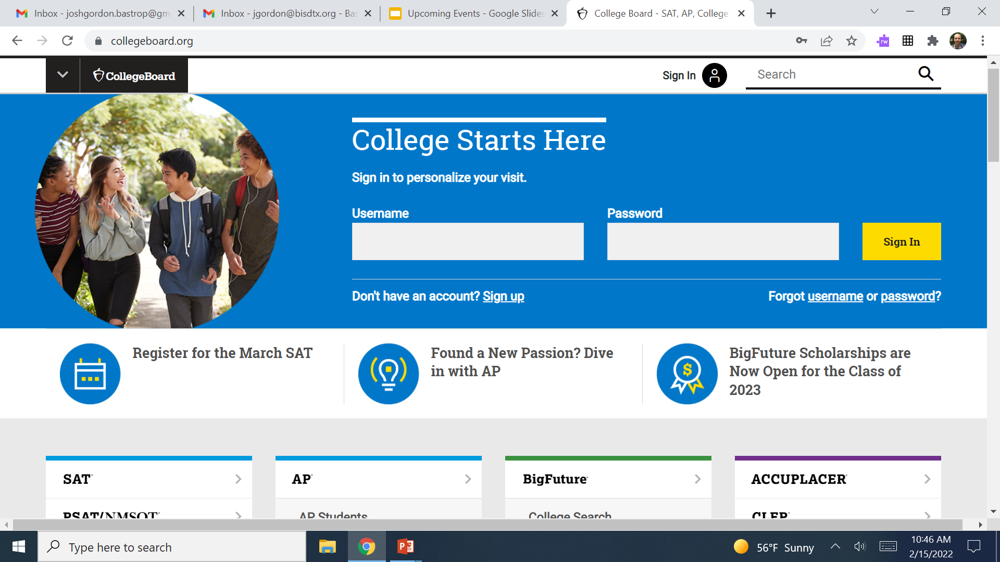 Inbox - joshgordon.bastrop@gm
Inbox - jgordon@bisdtx.org - Bas
Upcoming Events - Google Slides
College Board - SAT, AP, College
collegeboard.org
CollegeBoard
Sign In
Search
College Starts Here
Sign in to personalize your visit.
Username
Password
Sign In
Don't have an account? Sign up
Forgot username or password?
Register for the March SAT
Found a New Passion? Dive
in with AP
BigFuture Scholarships are
Now Open for the Class of
2023
SAT
AP
BigFuture
ACCUPLACER
PSAT/NMSQT
AP Students
College Search
CLEP
Type here to search
56°F Sunny
10:46 AM
2/15/2022